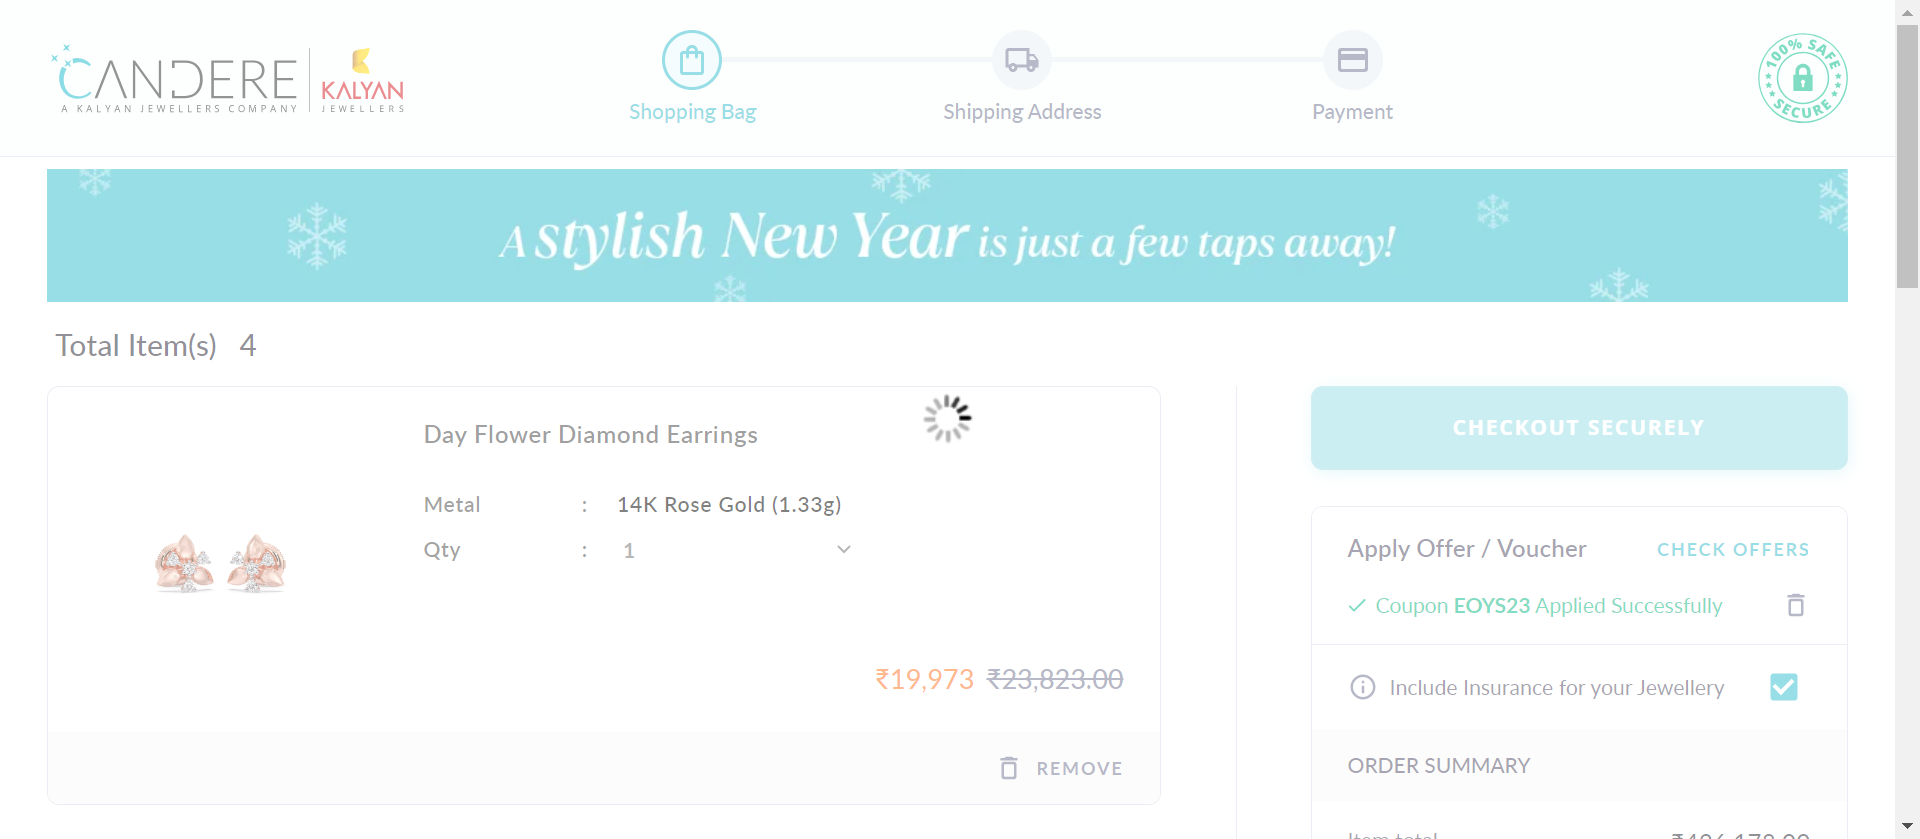 CANDERE
A KALYAN JEWELLERS COMPANY
KALYAN
JEWELLERS
Shopping Bag
Shipping Address
Payment
100% SAFE
SECURE
A stylish New Year is just a few taps away!
Total Item(s) 4
Day Flower Diamond Earrings
Metal : 14K Rose Gold (1.33g)
Qty : 1
₹19,973 ₹23,823.00
REMOVE
CHECKOUT SECURELY
Apply Offer / Voucher CHECK OFFERS
Coupon EOYS23 Applied Successfully
Include Insurance for your Jewellery
ORDER SUMMARY
Item total